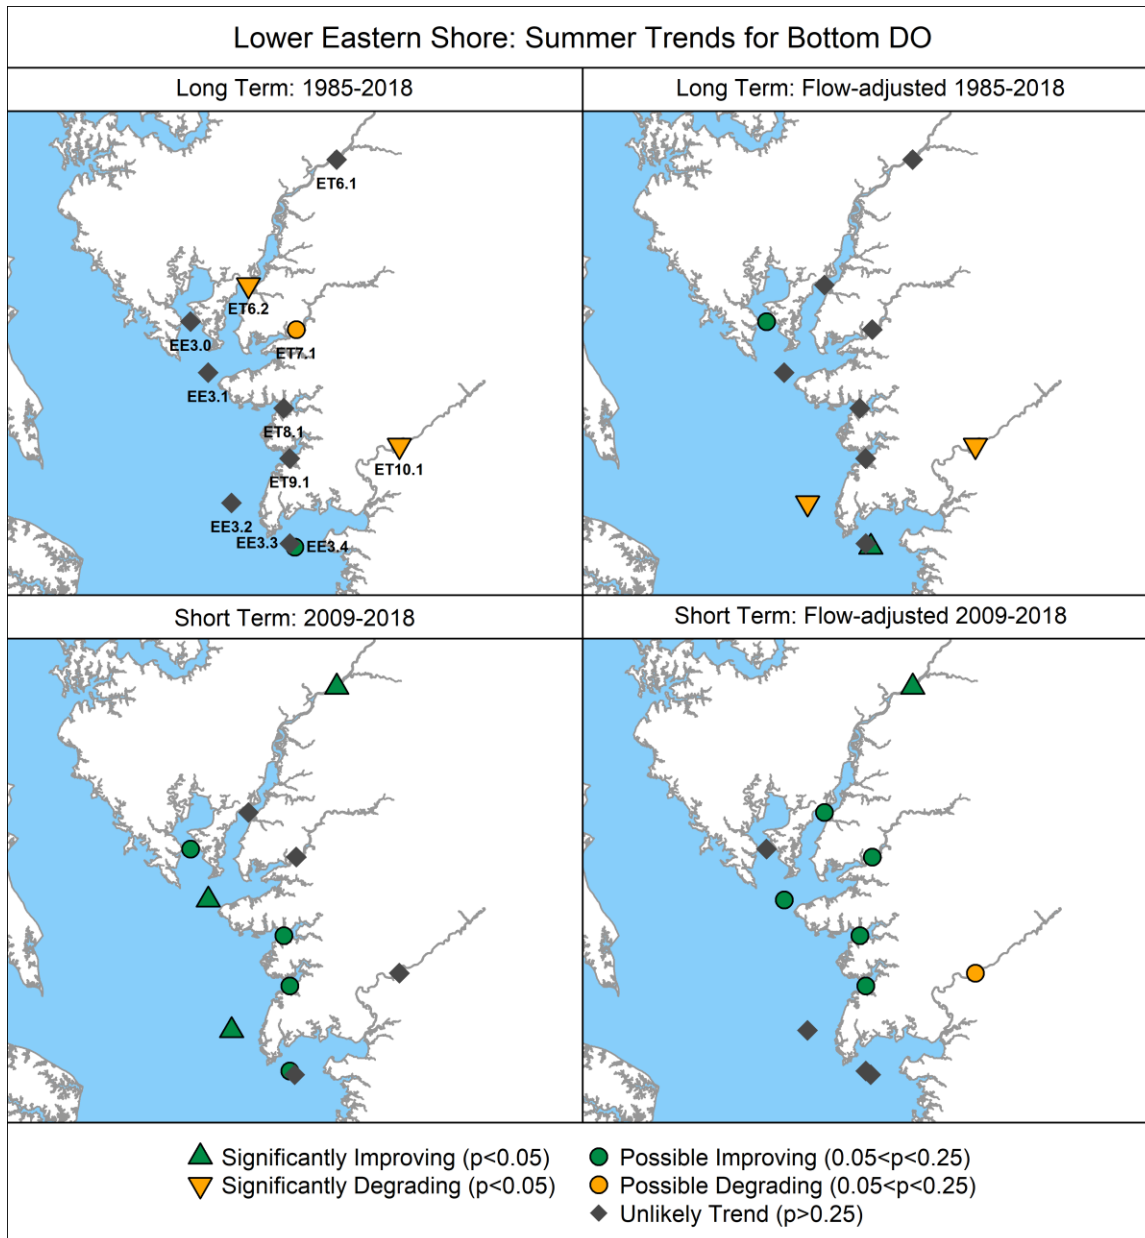 Lower Eastern Shore: Summer Trends for Bottom DO
Long Term: 1985-2018
Long Term: Flow-adjusted 1985-2018
ET6.1
ET6.2
EE3.0
ET7.1
EE3.1
ET8.1
ET10.1
ET9.1
EE3.2
EE3.3
EE3.4
Short Term: 2009-2018
Short Term: Flow-adjusted 2009-2018
Significantly Improving (p<0.05)
Significantly Degrading (p<0.05)
Possible Improving (0.05<p<0.25)
Possible Degrading (0.05<p<0.25)
Unlikely Trend (p>0.25)